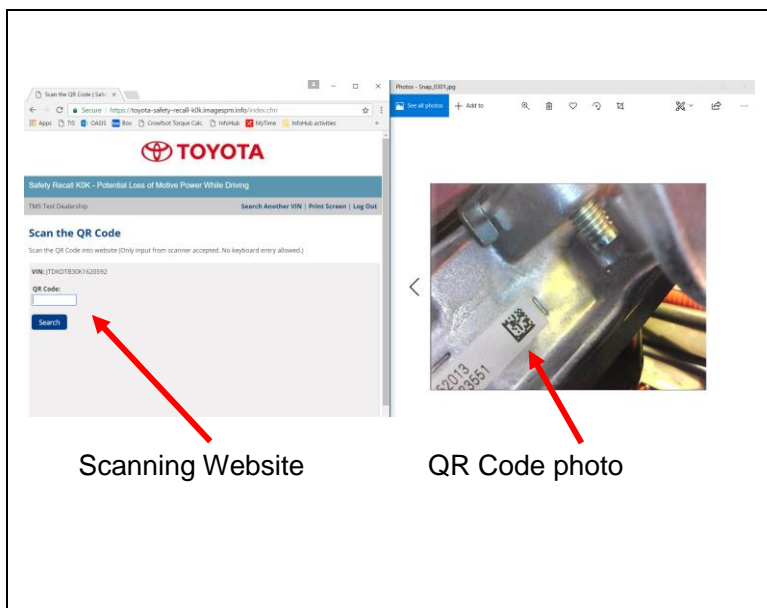 Scan the QR Code | Safe
Secure | https://toyota-safety-recall-k0k.imagespm.info/index.cfm
Apps TIS OASIS Box Crowfoot Torque Calc. InfoHub MyTime InfoHub activities »
TOYOTA
Safety Recall K0K - Potential Loss of Motive Power While Driving
TMS Test Dealership Search Another VIN | Print Screen | Log Out
Scan the QR Code
Scan the QR Code into website (Only input from scanner accepted. No keyboard entry allowed.)
VIN: JTDKDTB30K1620592
QR Code:
Search
Photos - Snap_0301.jpg
See all photos + Add to
52013
3551
Scanning Website
QR Code photo